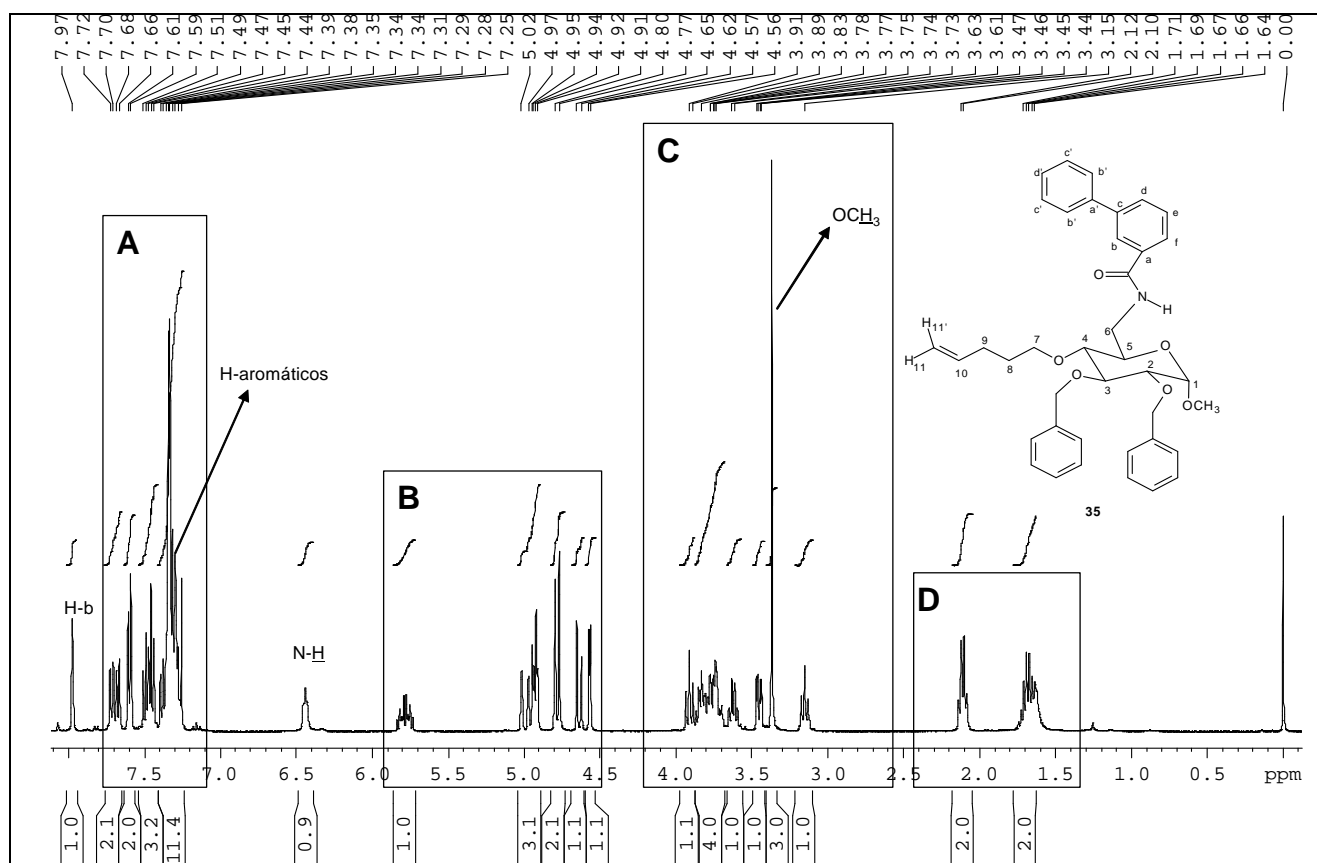 7.97 7.72 7.70 7.68 7.66 7.61 7.59 7.51 7.49 7.47 7.45 7.44 7.39 7.38 7.36 7.35 7.34 7.34 7.31 7.29 7.28 7.25 5.02 4.97 4.95 4.94 4.92 4.91 4.80 4.77 4.65 4.62 4.57 4.56 3.91 3.89 3.83 3.78 3.77 3.75 3.74 3.73 3.63 3.61 3.47 3.46 3.45 3.44 3.15 2.12 2.10 1.71 1.69 1.67 1.66 1.64 0.00
A
H-aromáticos
H-b
N-H
B
C
OCH3
D
c' b'
d' d
c' a' c e
b' b f
a
O
N H
6
H11' 9 7 4 5 O
H11 10 8 O 2 1
O 3 O OCH3
35
7.5 7.0 6.5 6.0 5.5 5.0 4.5 4.0 3.5 3.0 2.5 2.0 1.5 1.0 0.5 ppm
1.0 2.1 2.0 3.2 11.4 0.9 1.0 3.1 2.1 1.1 1.1 1.1 4.0 1.0 1.0 3.0 1.0 2.0 2.0